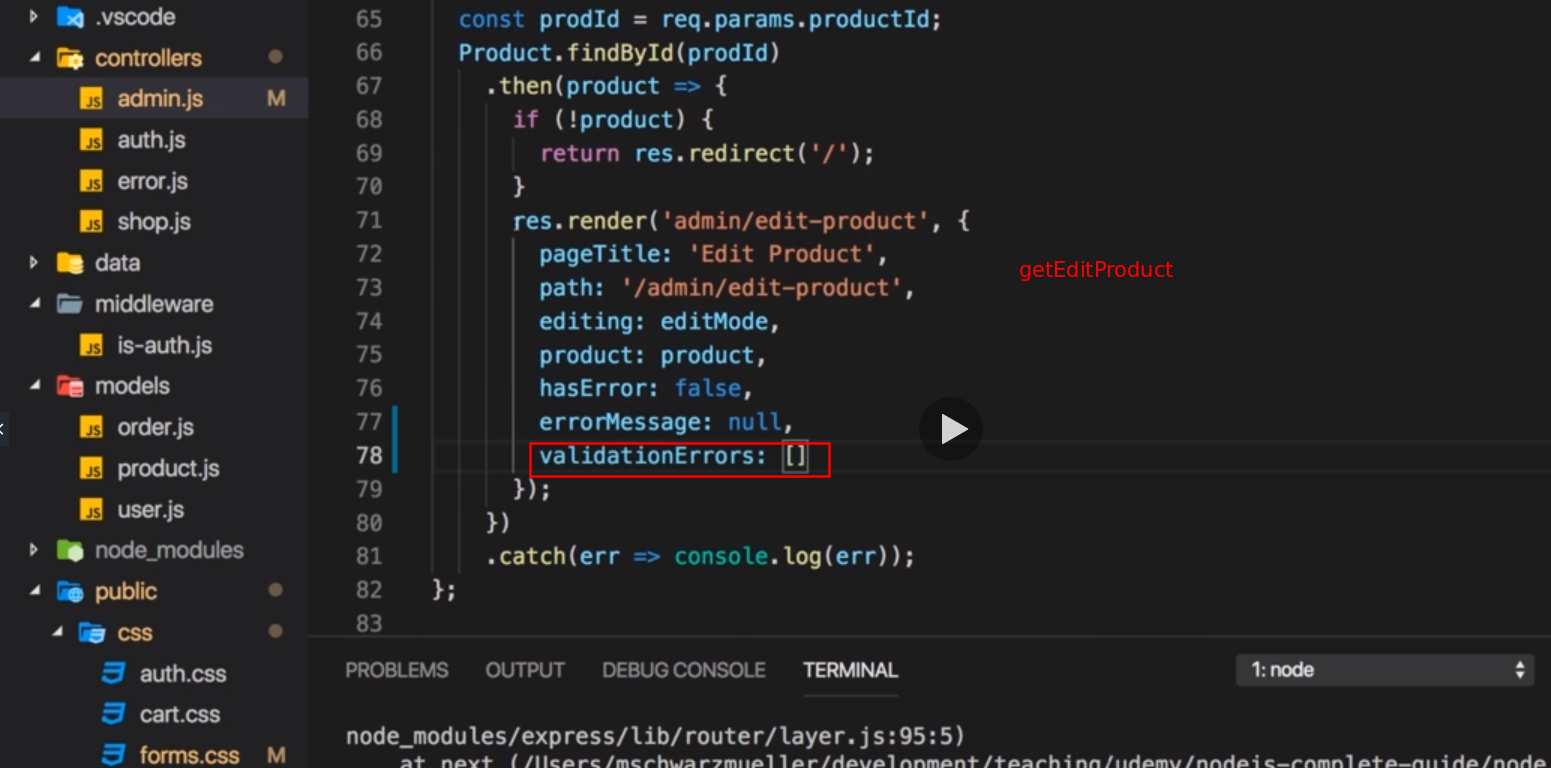 .vscode
controllers
admin.js M
auth.js
error.js
shop.js
data
middleware
is-auth.js
models
order.js
product.js
user.js
node_modules
public
css
auth.css
cart.css
forms.css M
65 const prodId = req.params.productId;
66 Product.findById(prodId)
67 .then(product => {
68 if (!product) {
69 return res.redirect('/');
70 }
71 res.render('admin/edit-product', {
72 pageTitle: 'Edit Product',
73 path: '/admin/edit-product',
74 editing: editMode,
75 product: product,
76 hasError: false,
77 errorMessage: null,
78 validationErrors: []
79 });
80 })
81 .catch(err => console.log(err));
82 };
83
getEditProduct
PROBLEMS OUTPUT DEBUG CONSOLE TERMINAL 1: node
node_modules/express/lib/router/layer.js:95:5)
at next (/Users/mschwarzmueller/development/teaching/udemy/nodejs-complete-guide/node